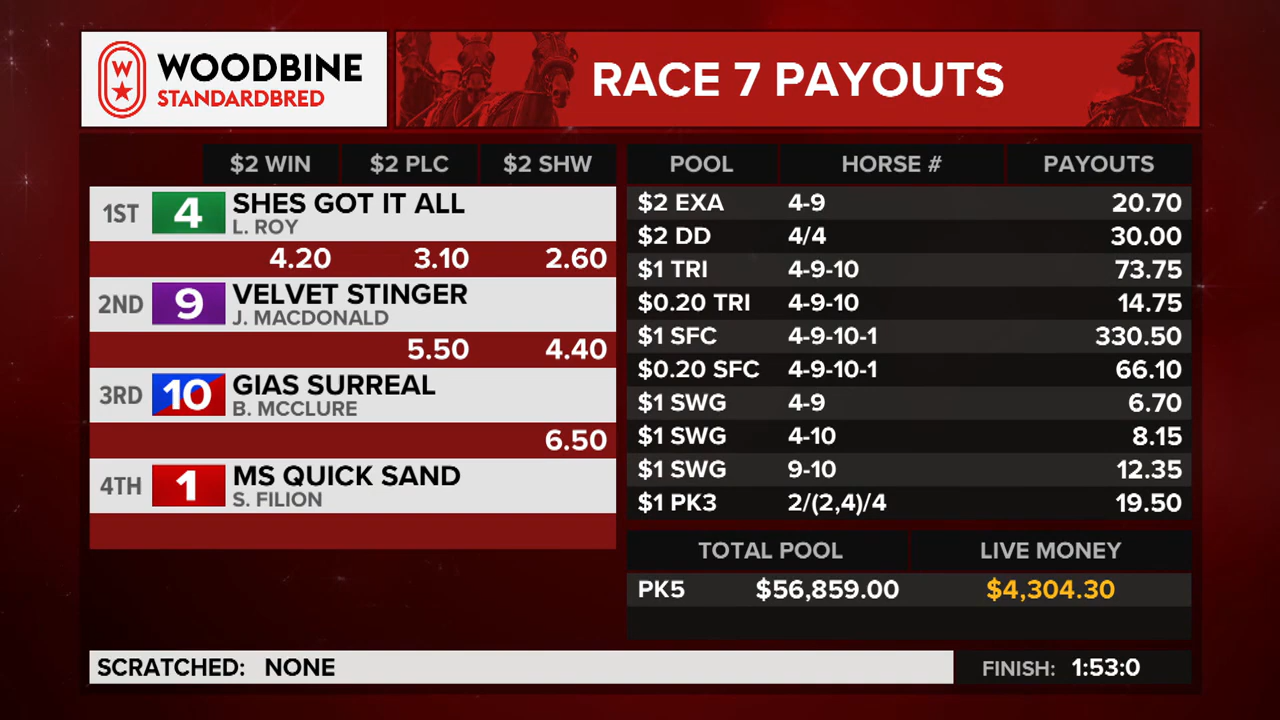 W
WOODBINE
STANDARDBRED
RACE 7 PAYOUTS
$2 WIN $2 PLC $2 SHW
1ST 4 SHES GOT IT ALL
L. ROY
4.20 3.10 2.60
2ND 9 VELVET STINGER
J. MACDONALD
5.50 4.40
3RD 10 GIAS SURREAL
B. MCCLURE
6.50
4TH 1 MS QUICK SAND
S. FILION
POOL HORSE # PAYOUTS
$2 EXA 4-9 20.70
$2 DD 4/4 30.00
$1 TRI 4-9-10 73.75
$0.20 TRI 4-9-10 14.75
$1 SFC 4-9-10-1 330.50
$0.20 SFC 4-9-10-1 66.10
$1 SWG 4-9 6.70
$1 SWG 4-10 8.15
$1 SWG 9-10 12.35
$1 PK3 2/(2,4)/4 19.50
TOTAL POOL LIVE MONEY
PK5 $56,859.00 $4,304.30
SCRATCHED: NONE
FINISH: 1:53:0